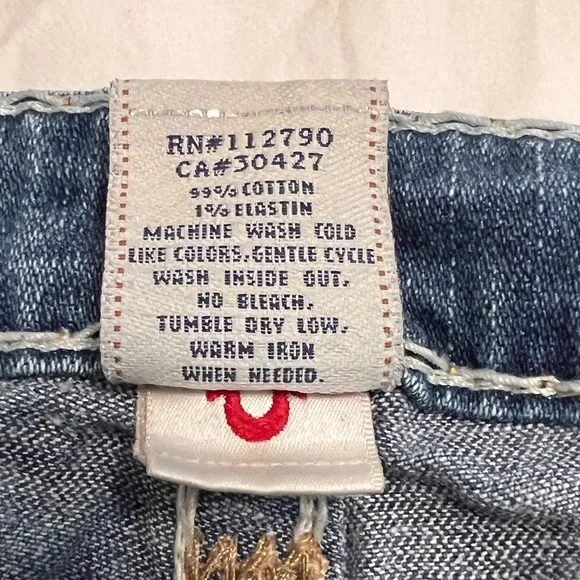 RN#112790
CA#30427
99% COTTON
1% ELASTIN
MACHINE WASH COLD
LIKE COLORS.GENTLE CYCLE
WASH INSIDE OUT.
NO BLEACH.
TUMBLE DRY LOW.
WARM IRON
WHEN NEEDED.